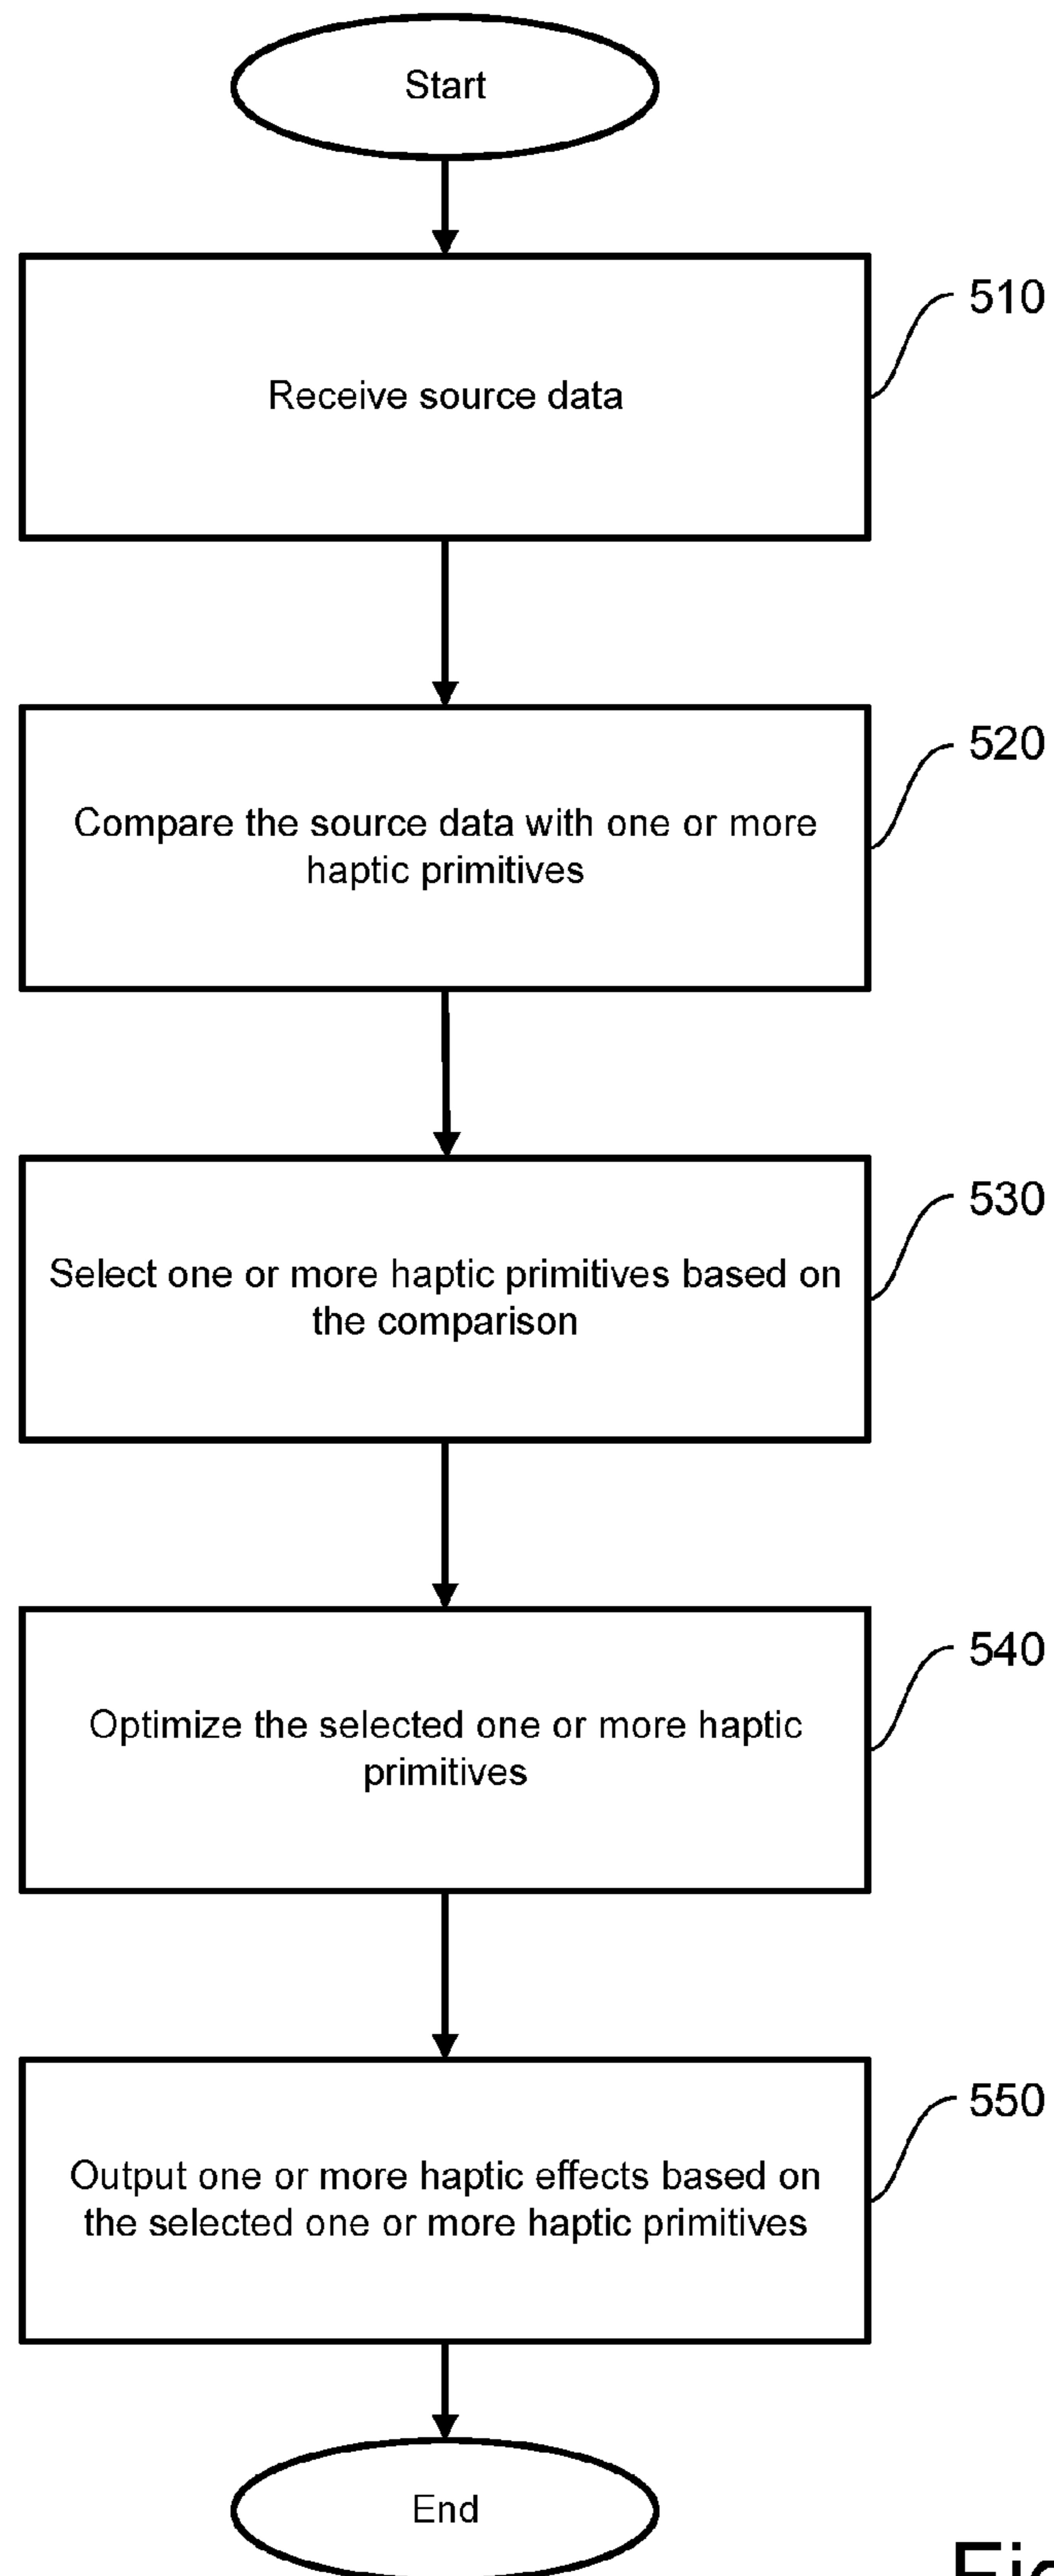 Start
510
Receive source data
520
Compare the source data with one or more
haptic primitives
530
Select one or more haptic primitives based on
the comparison
540
Optimize the selected one or more haptic
primitives
550
Output one or more haptic effects based on
the selected one or more haptic primitives
End